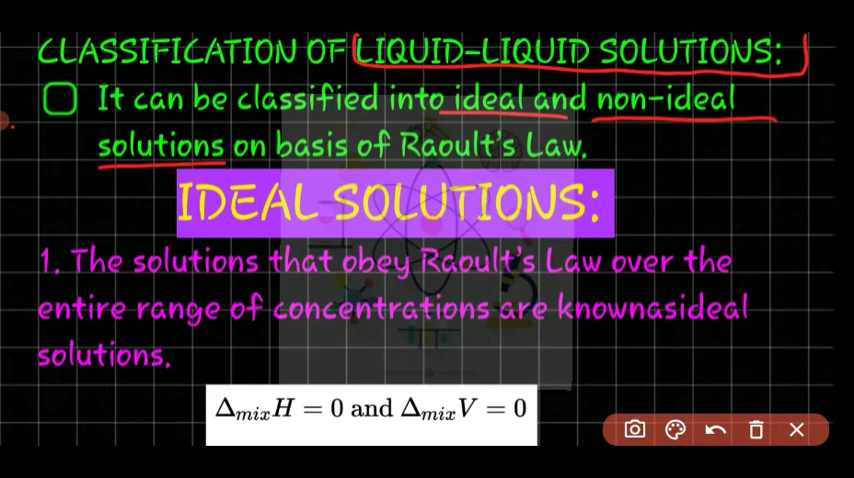 CLASSIFICATION OF LIQUID-LIQUID SOLUTIONS:
It can be classified into ideal and non-ideal
solutions on basis of Raoult's Law.
IDEAL SOLUTIONS:
1. The solutions that obey Raoult's Law over the
entire range of concentrations are knownasideal
solutions.
Δ_mix H = 0 and Δ_mix V = 0